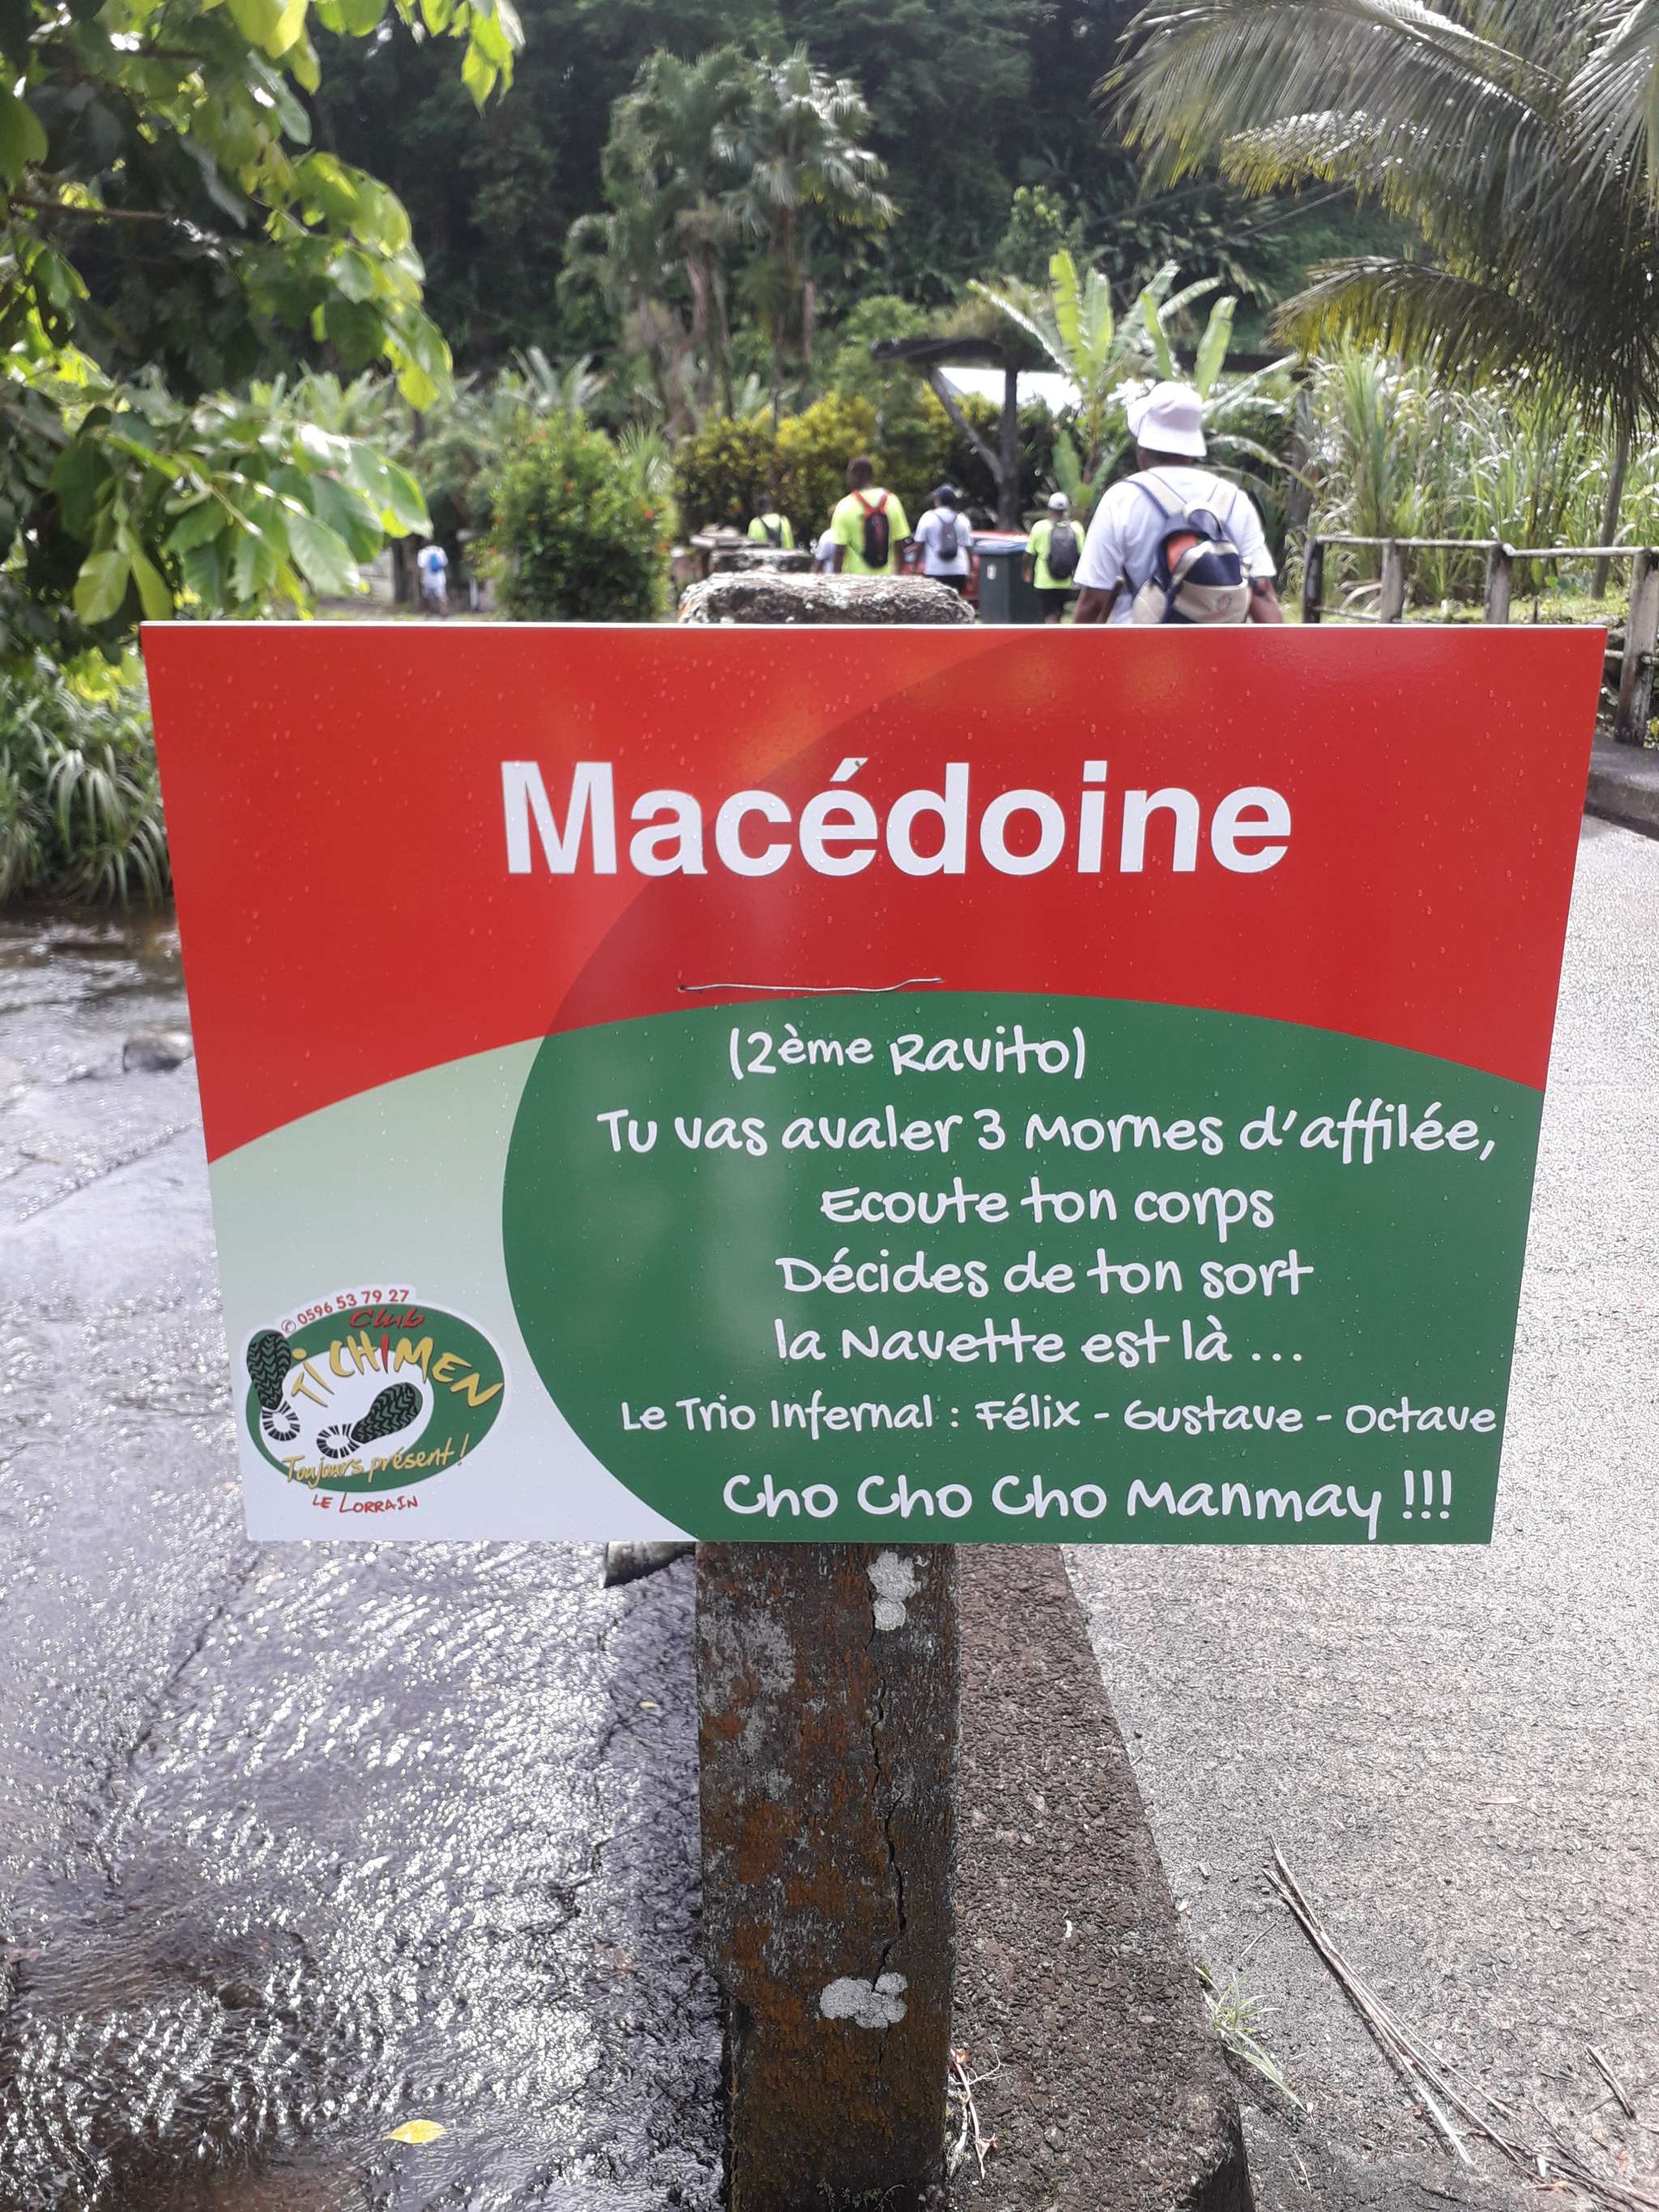 Macédoine
(2ème Ravito)
Tu vas avaler 3 Mornes d'affilée,
Ecoute ton corps
Décides de ton sort
la Navette est là ...
Le Trio Infernal : Félix - Gustave - Octave
Cho Cho Cho Manmay !!!
✆ 0596 53 79 27
Club
TiCHIMEN
Toujours présent !
LE LORRAIN